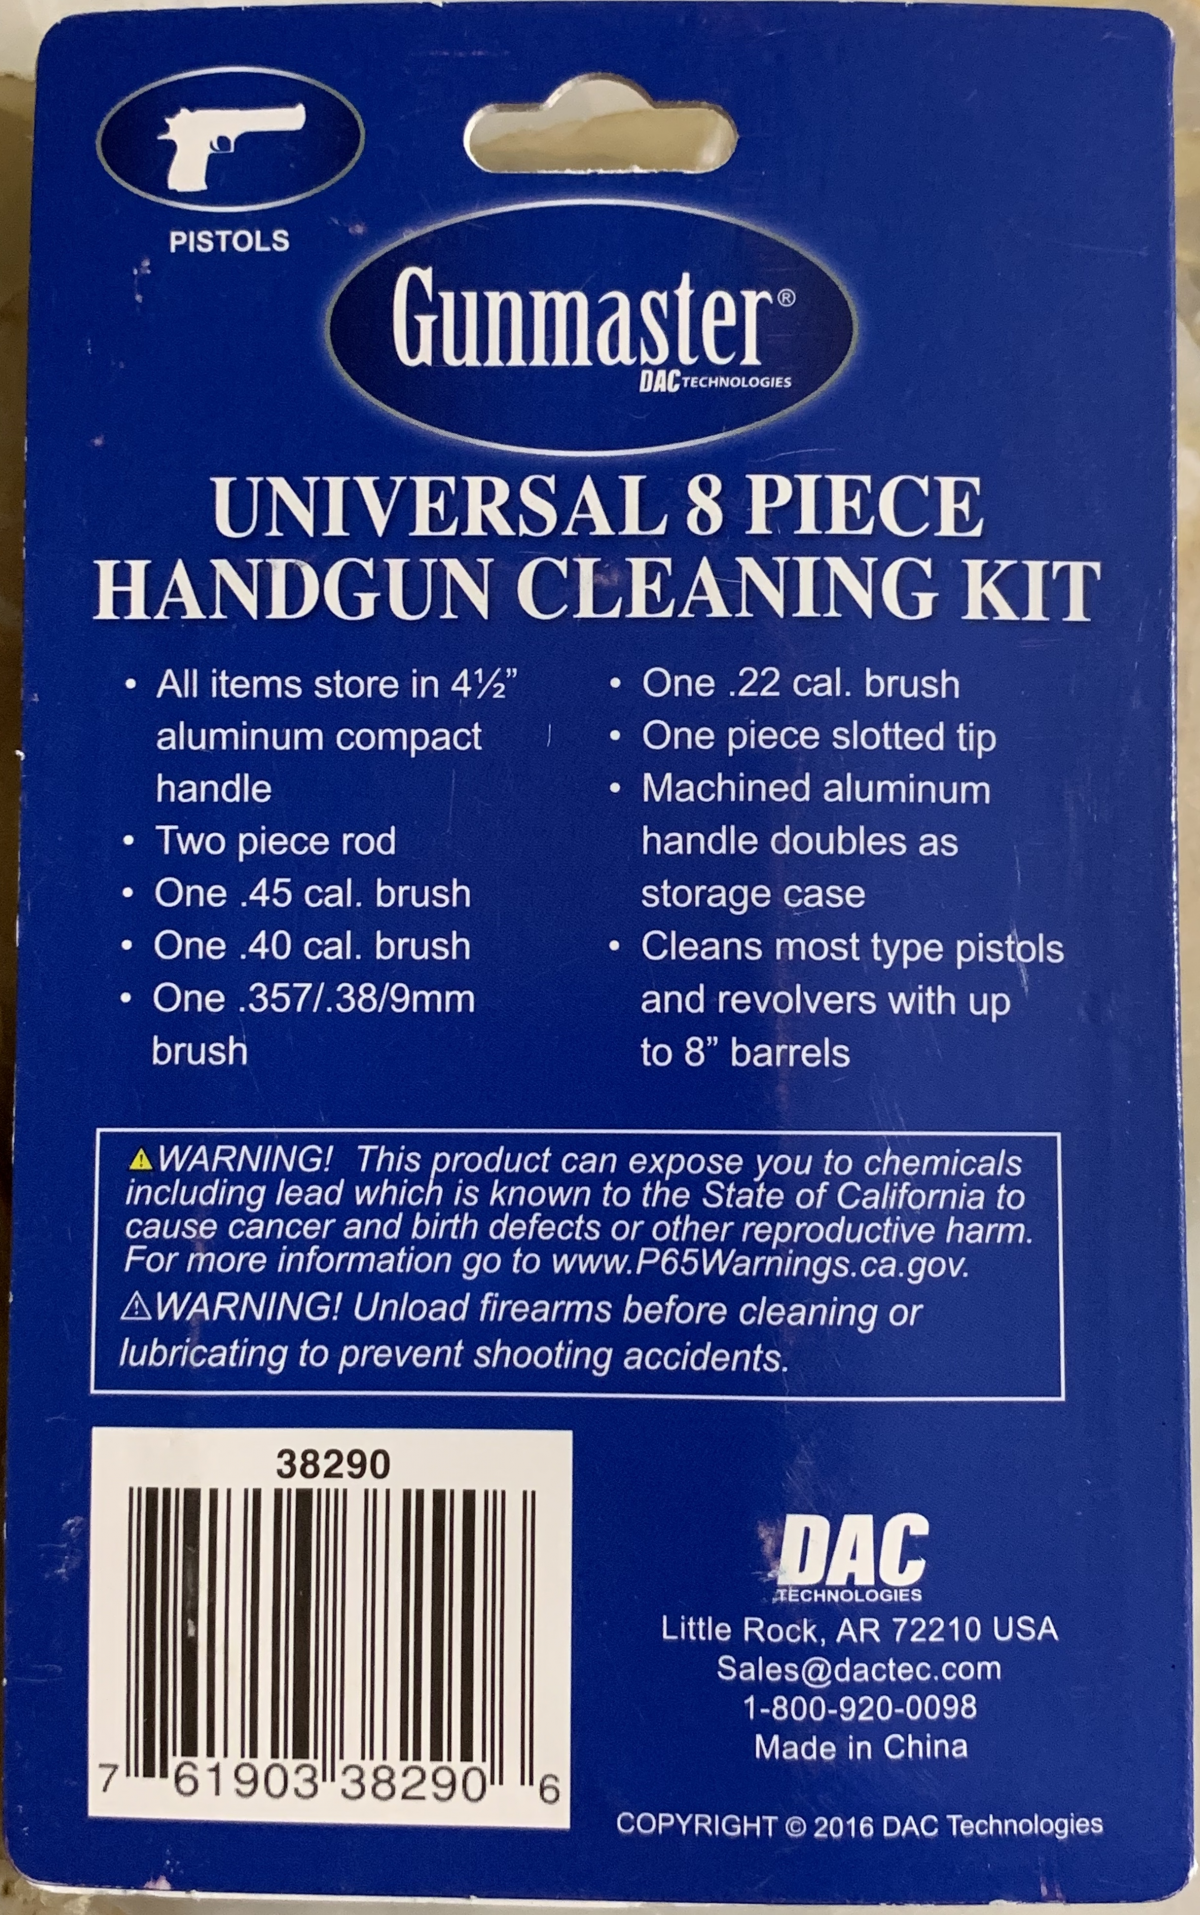 PISTOLS
Gunmaster®
DAC TECHNOLOGIES
UNIVERSAL 8 PIECE
HANDGUN CLEANING KIT
• All items store in 4½”
aluminum compact
handle
• Two piece rod
• One .45 cal. brush
• One .40 cal. brush
• One .357/.38/9mm
brush
• One .22 cal. brush
• One piece slotted tip
• Machined aluminum
handle doubles as
storage case
• Cleans most type pistols
and revolvers with up
to 8” barrels
⚠WARNING! This product can expose you to chemicals
including lead which is known to the State of California to
cause cancer and birth defects or other reproductive harm.
For more information go to www.P65Warnings.ca.gov.
⚠WARNING! Unload firearms before cleaning or
lubricating to prevent shooting accidents.
38290
7 61903 38290 6
DAC
TECHNOLOGIES
Little Rock, AR 72210 USA
Sales@dactec.com
1-800-920-0098
Made in China
COPYRIGHT © 2016 DAC Technologies